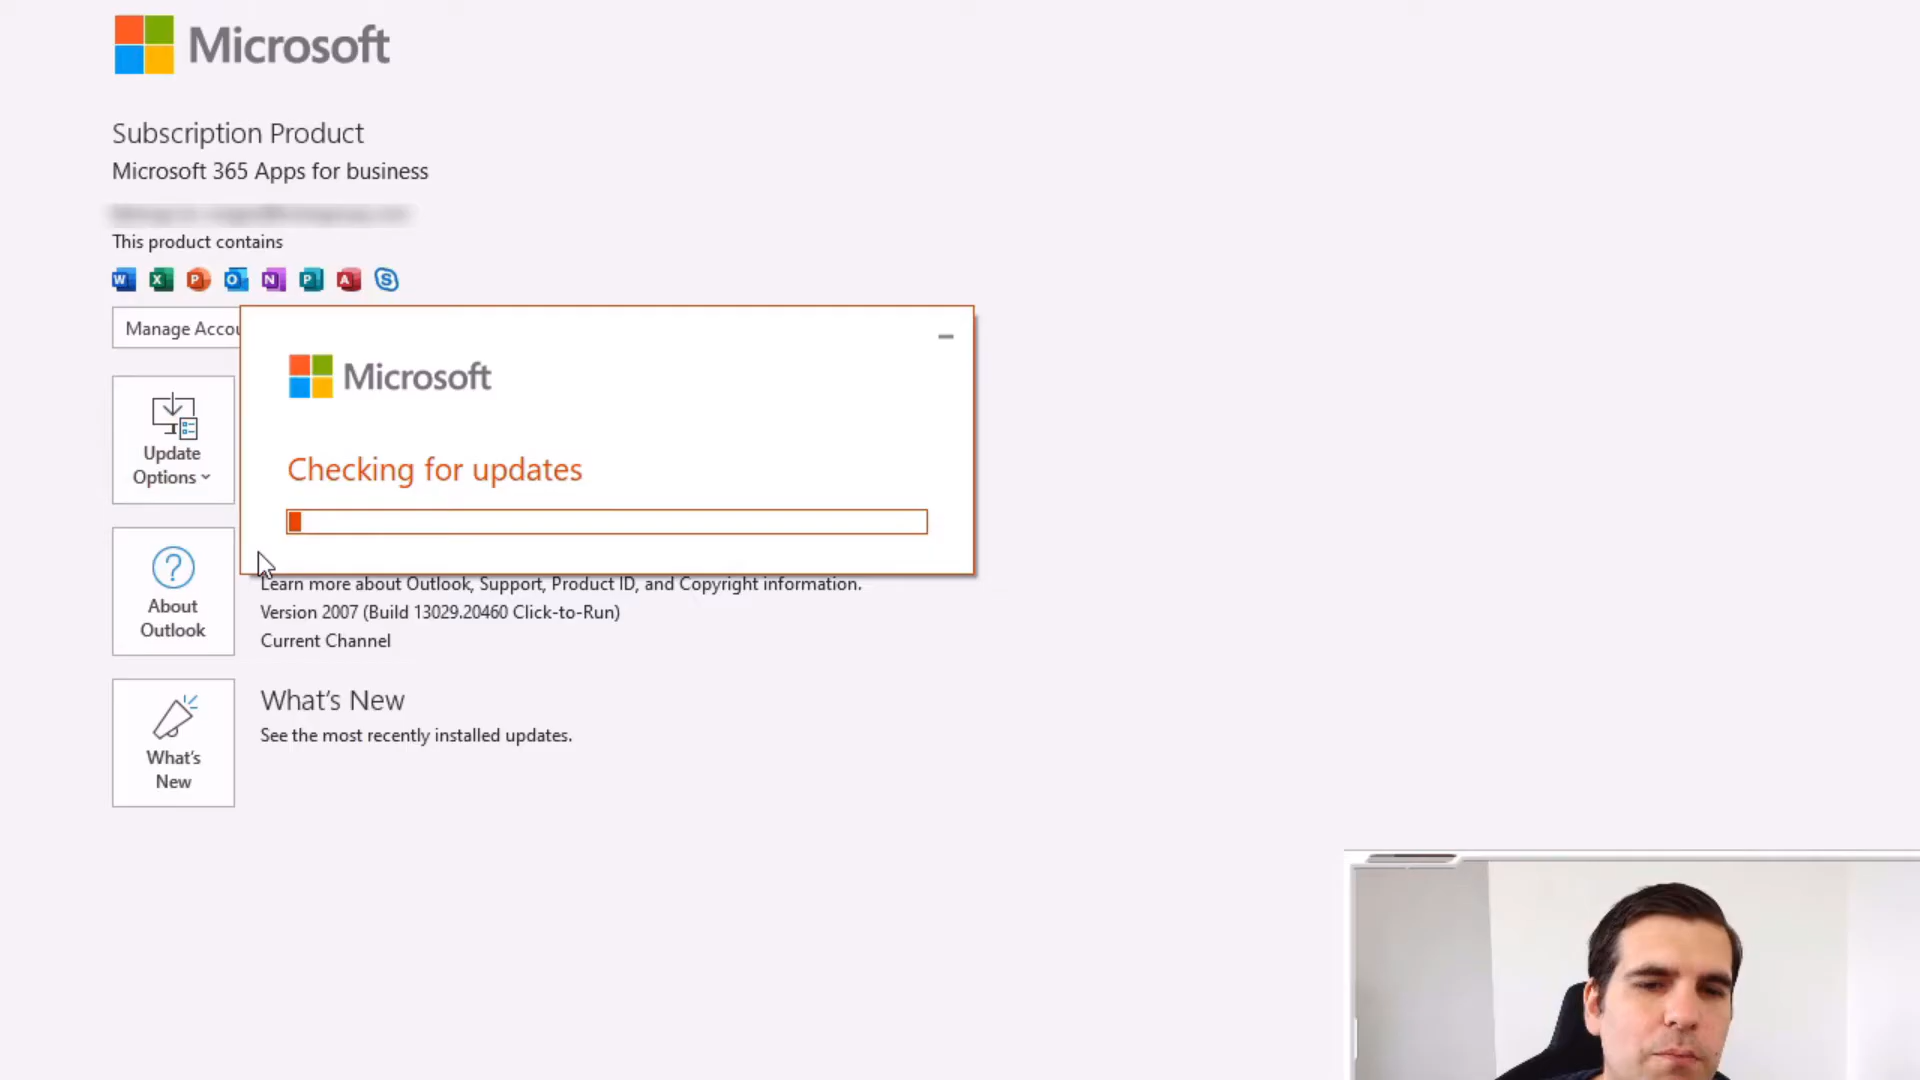 Microsoft
Subscription Product
Microsoft 365 Apps for business
This product contains
W X P O N P A S
Manage Accou
Microsoft
Checking for updates
Update
Options
About
Outlook
Learn more about Outlook, Support, Product ID, and Copyright information.
Version 2007 (Build 13029.20460 Click-to-Run)
Current Channel
What's
New
What's New
See the most recently installed updates.